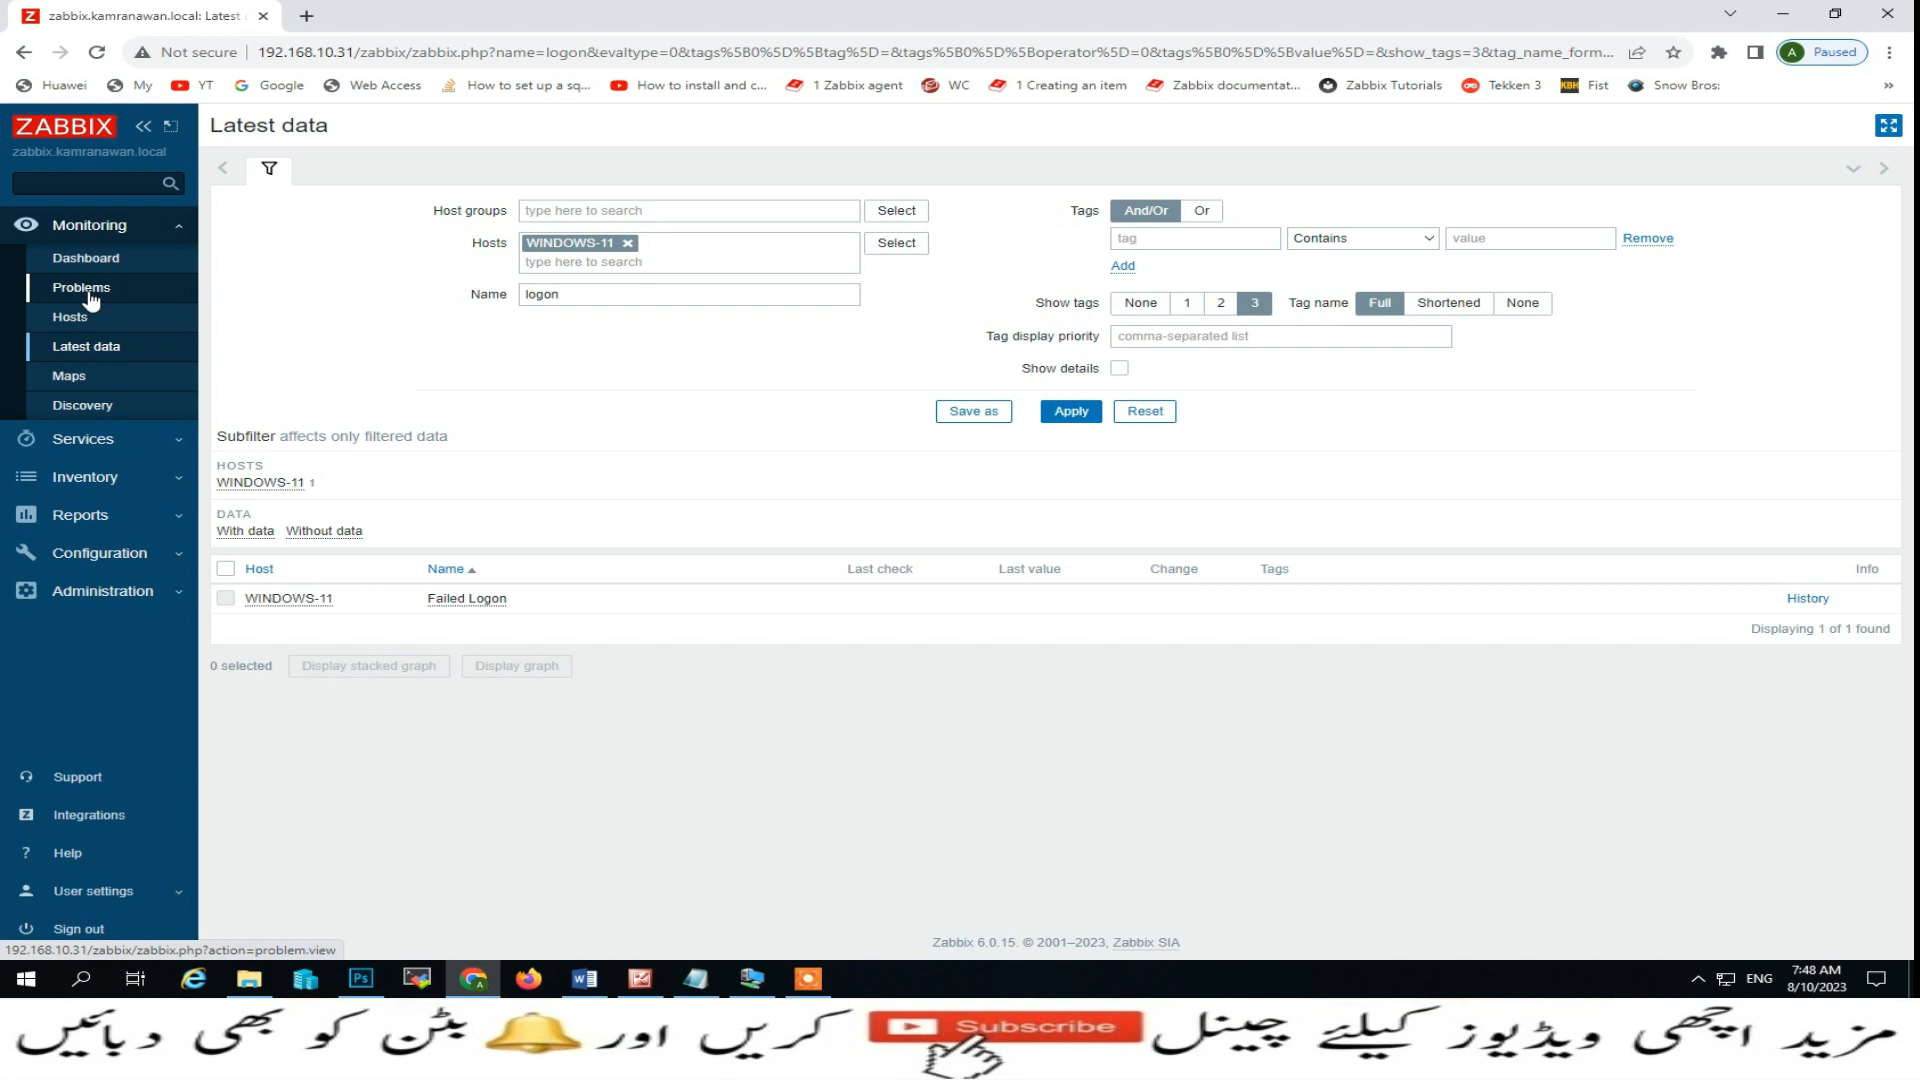 zabbix.kamranawan.local: Latest
Not secure 192.168.10.31/zabbix/zabbix.php?name=logon&evaltype=0&tags%5B0%5D%5Btag%5D=&tags%5B0%5D%5Boperator%5D=0&tags%5B0%5D%5Bvalue%5D=&show_tags=3&tag_name_form... A Paused
Huawei My YT Google Web Access How to set up a sq... How to install and c... 1 Zabbix agent WC 1 Creating an item Zabbix documentat... Zabbix Tutorials Tekken 3 KBH Fist Snow Bros: »
ZABBIX
zabbix.kamranawan.local
Monitoring
Dashboard
Problems
Hosts
Latest data
Maps
Discovery
Services
Inventory
Reports
Configuration
Administration
Support
Integrations
Help
User settings
Sign out
192.168.10.31/zabbix/zabbix.php?action=problem.view
Latest data
Host groups type here to search Select
Hosts WINDOWS-11 Select
type here to search
Name logon
Tags And/Or Or
tag Contains value Remove
Add
Show tags None 1 2 3 Tag name Full Shortened None
Tag display priority comma-separated list
Show details
Save as Apply Reset
Subfilter affects only filtered data
HOSTS
WINDOWS-11 1
DATA
With data Without data
Host Name Last check Last value Change Tags Info
WINDOWS-11 Failed Logon History
Displaying 1 of 1 found
0 selected Display stacked graph Display graph
Zabbix 6.0.15. © 2001–2023, Zabbix SIA
ENG 7:48 AM
8/10/2023
مزید اچھی ویڈیوز کیلئے چینل Subscribe کریں اور بٹن کو بھی دبائیں